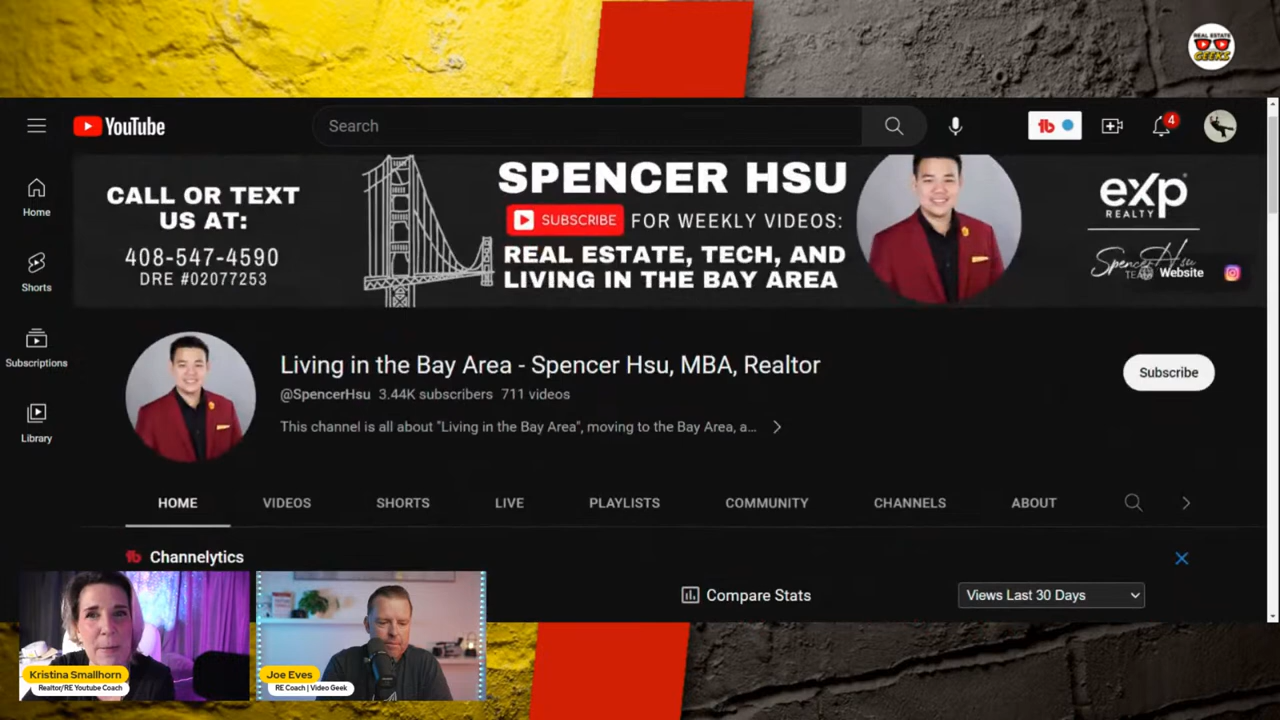 REAL ESTATE
GEEKS
YouTube
Search
4
Home
Shorts
Subscriptions
Library
CALL OR TEXT
US AT:
408-547-4590
DRE #02077253
SPENCER HSU
SUBSCRIBE FOR WEEKLY VIDEOS:
REAL ESTATE, TECH, AND
LIVING IN THE BAY AREA
eXp
REALTY
Spencer Hsu
TEAM
Website
Living in the Bay Area - Spencer Hsu, MBA, Realtor
@SpencerHsu 3.44K subscribers 711 videos
This channel is all about "Living in the Bay Area", moving to the Bay Area, a...
Subscribe
HOME VIDEOS SHORTS LIVE PLAYLISTS COMMUNITY CHANNELS ABOUT
tb Channelytics
Compare Stats
Views Last 30 Days
Kristina Smallhorn
Realtor/RE Youtube Coach
Joe Eves
RE Coach | Video Geek